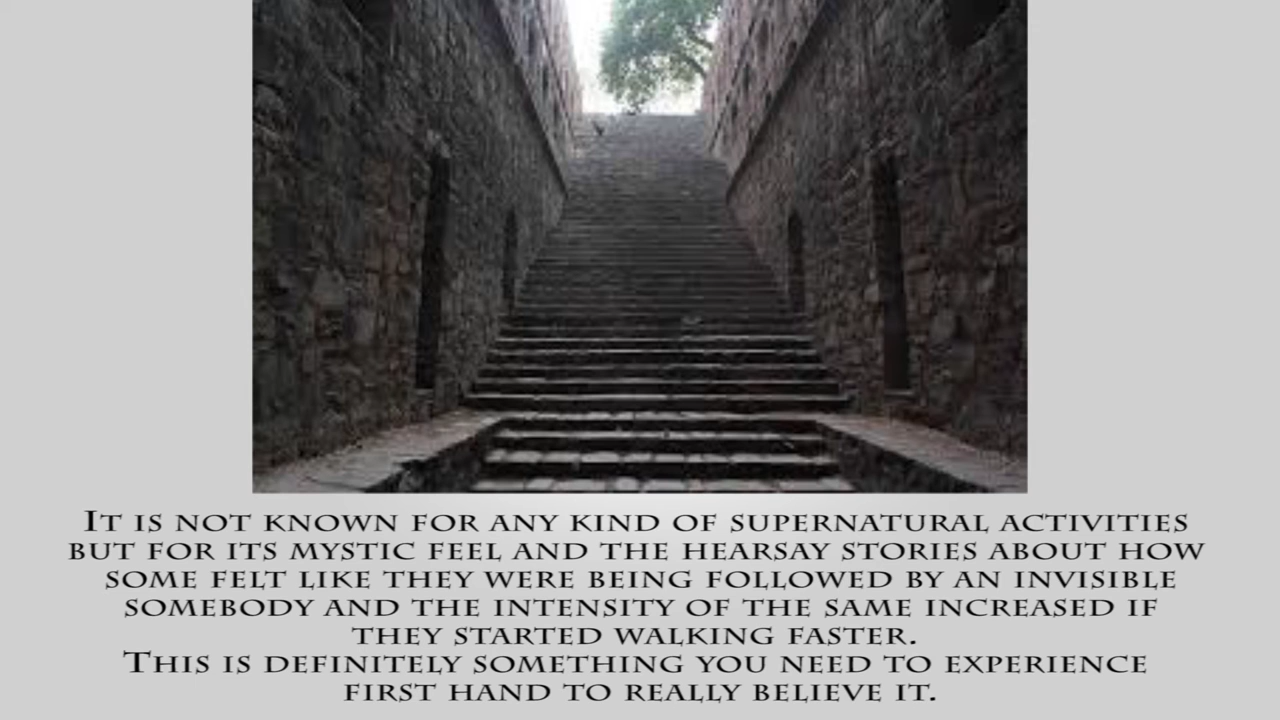 It is not known for any kind of supernatural activities
but for its mystic feel and the hearsay stories about how
some felt like they were being followed by an invisible
somebody and the intensity of the same increased if
they started walking faster.
This is definitely something you need to experience
first hand to really believe it.